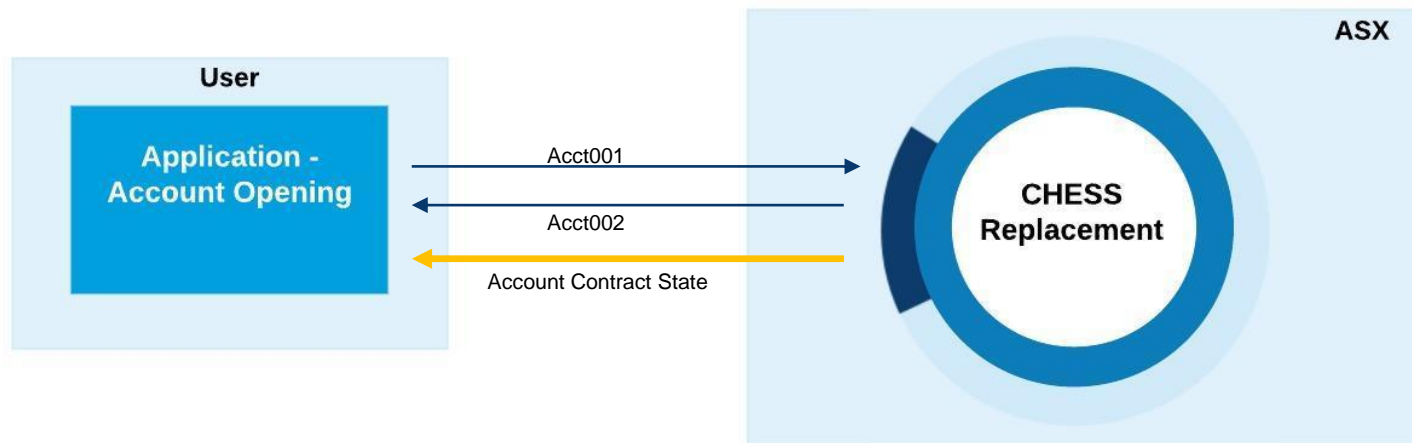 ASX
User
Application -
Account Opening
Acct001
Acct002
Account Contract State
CHESS
Replacement